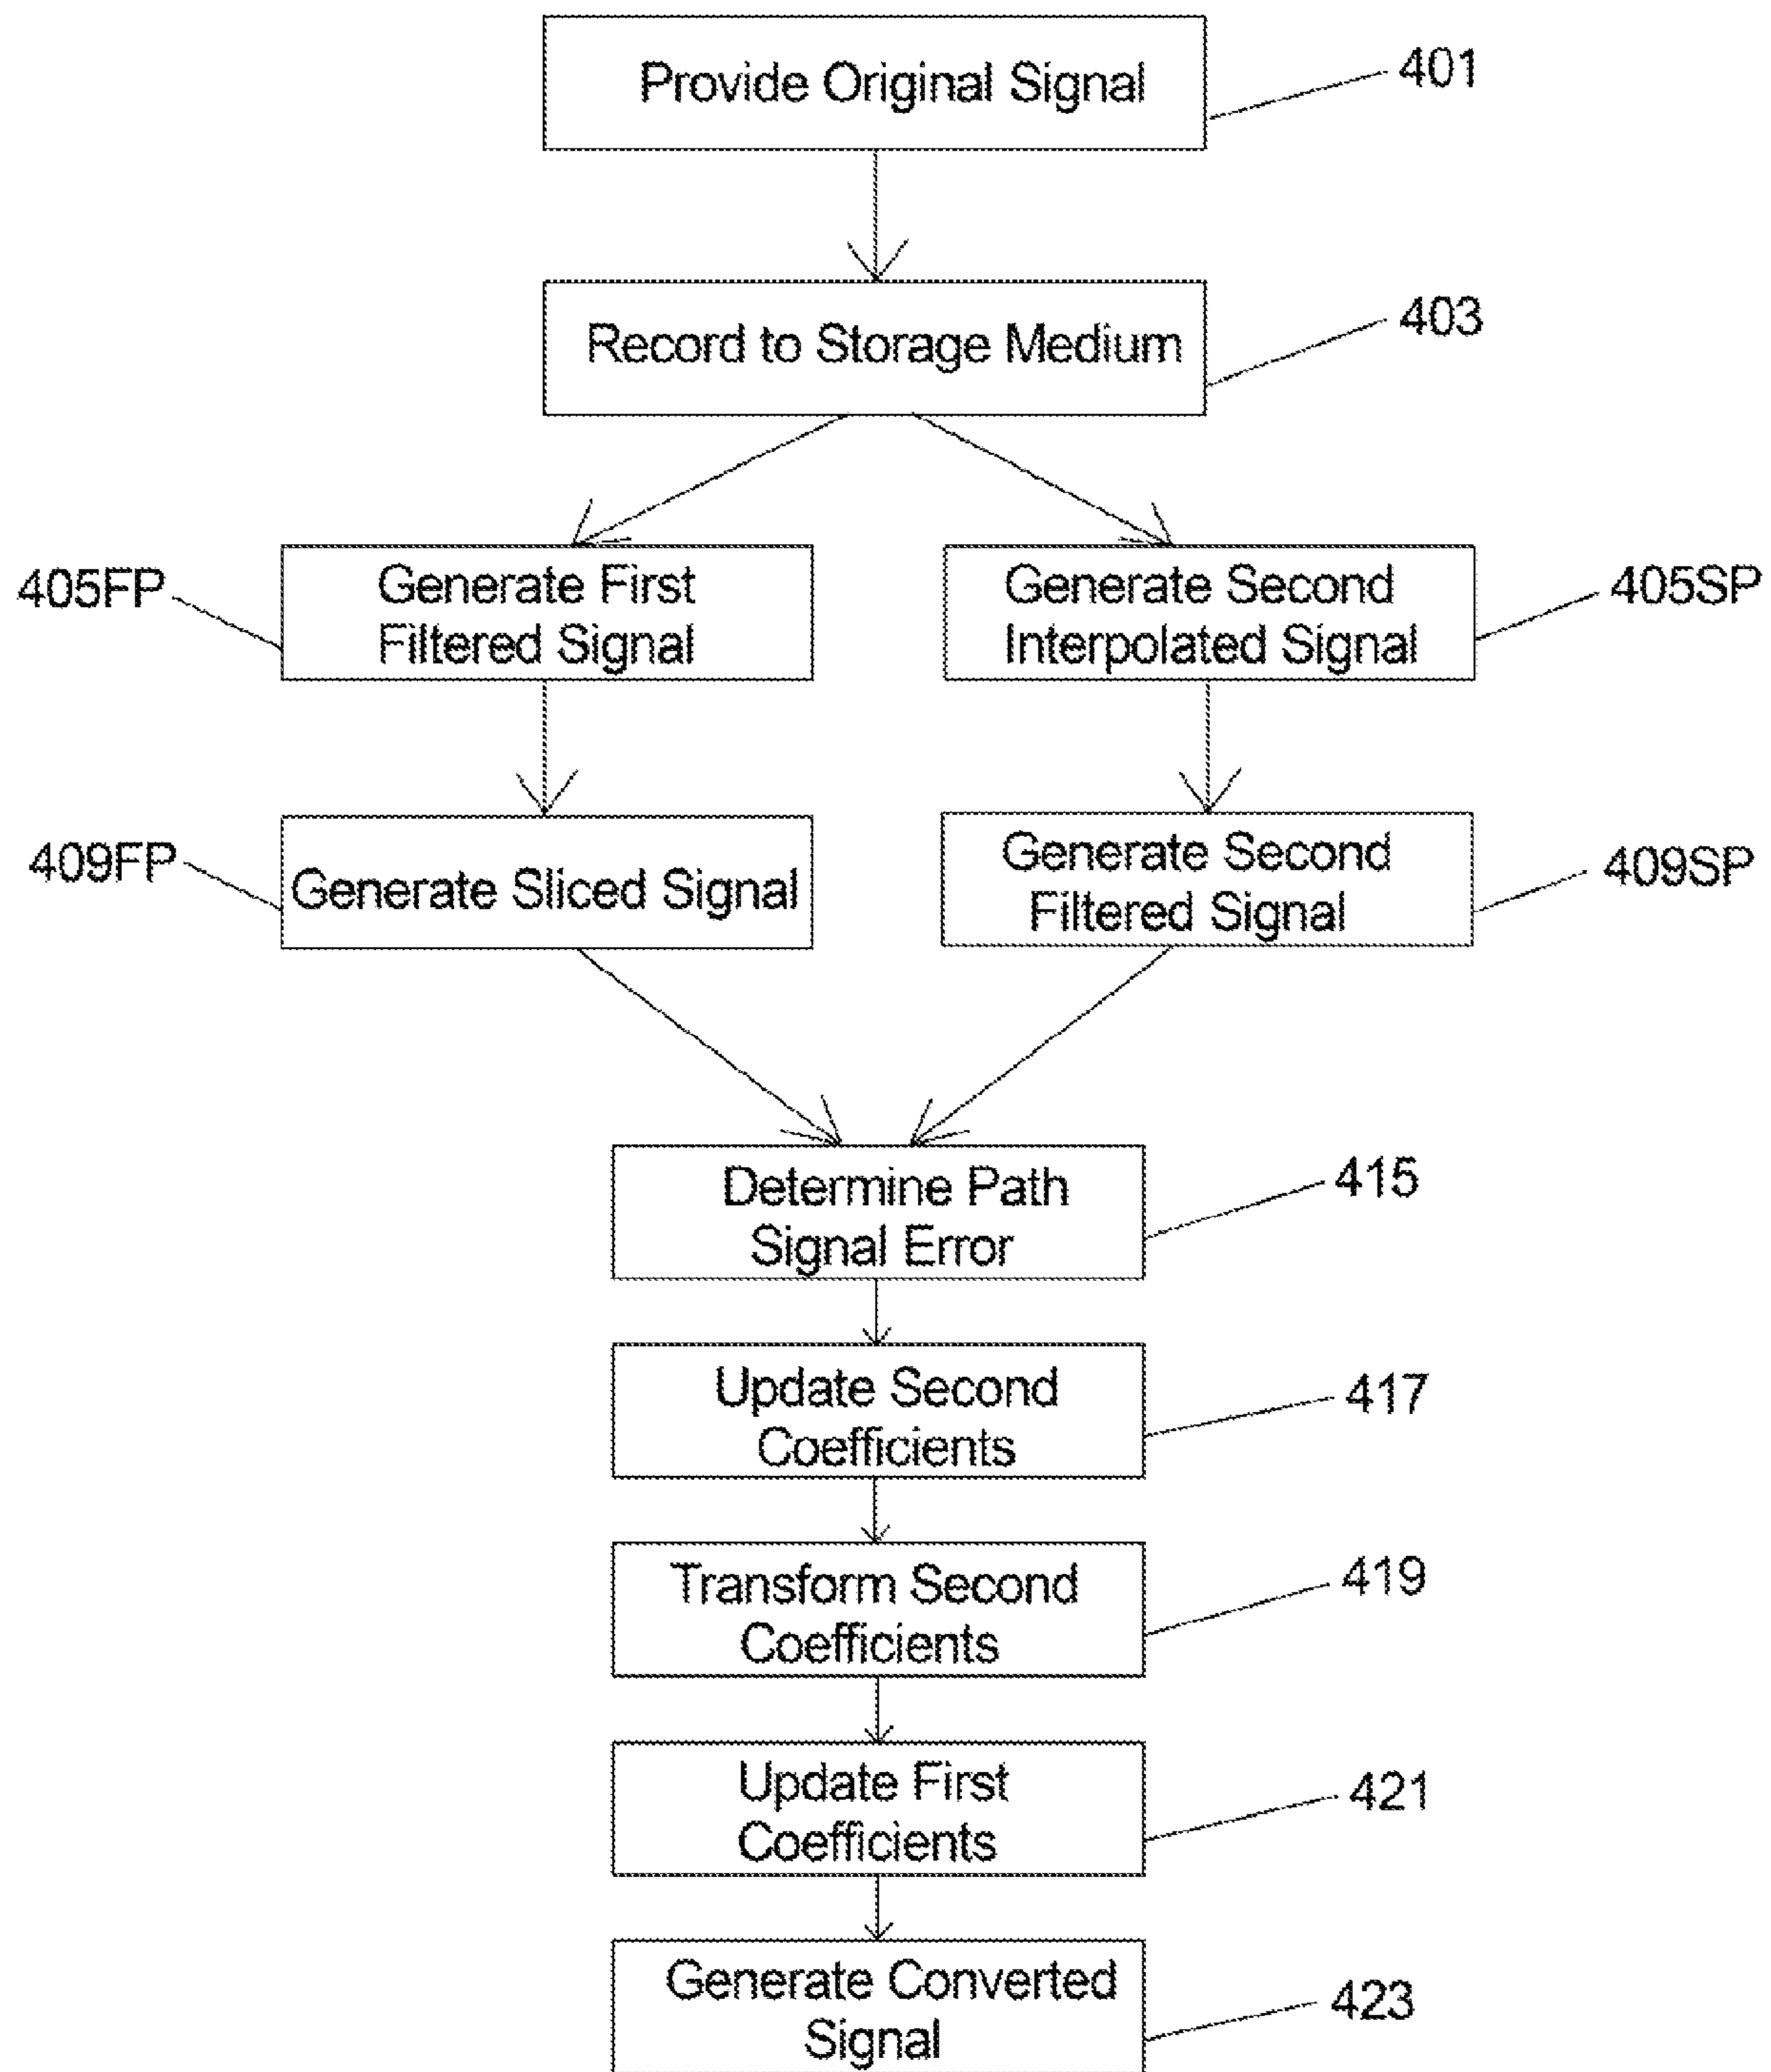 Provide Original Signal
401
Record to Storage Medium
403
405FP
Generate First
Filtered Signal
Generate Second
Interpolated Signal
405SP
409FP
Generate Sliced Signal
Generate Second
Filtered Signal
409SP
Determine Path
Signal Error
415
Update Second
Coefficients
417
Transform Second
Coefficients
419
Update First
Coefficients
421
Generate Converted
Signal
423